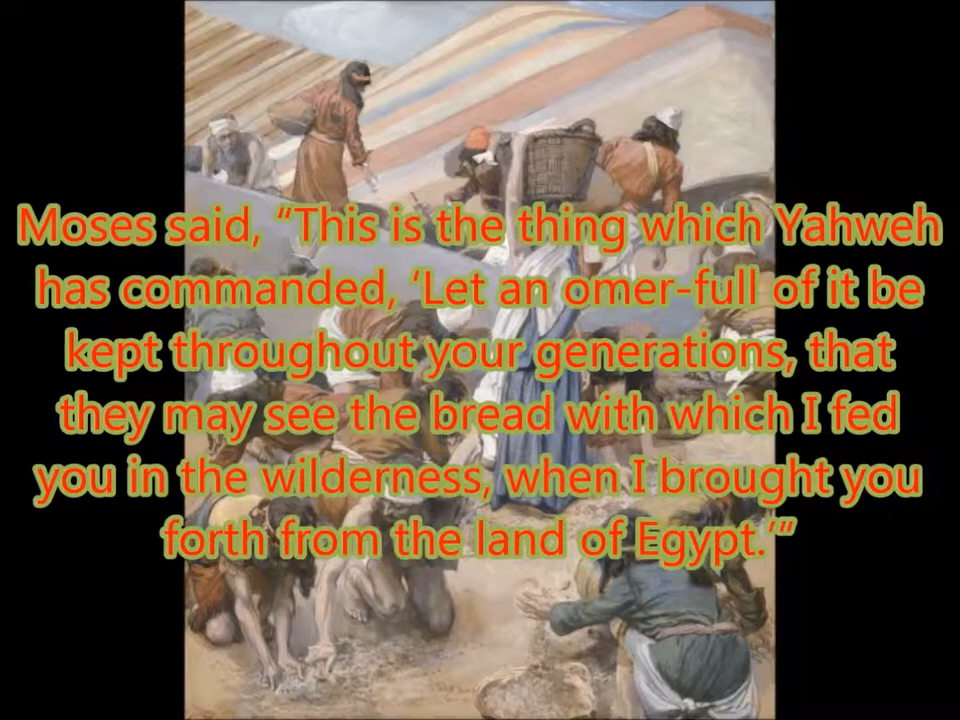 Moses said, “This is the thing which Yahweh
has commanded, ‘Let an omer-full of it be
kept throughout your generations, that
they may see the bread with which I fed
you in the wilderness, when I brought you
forth from the land of Egypt.’”